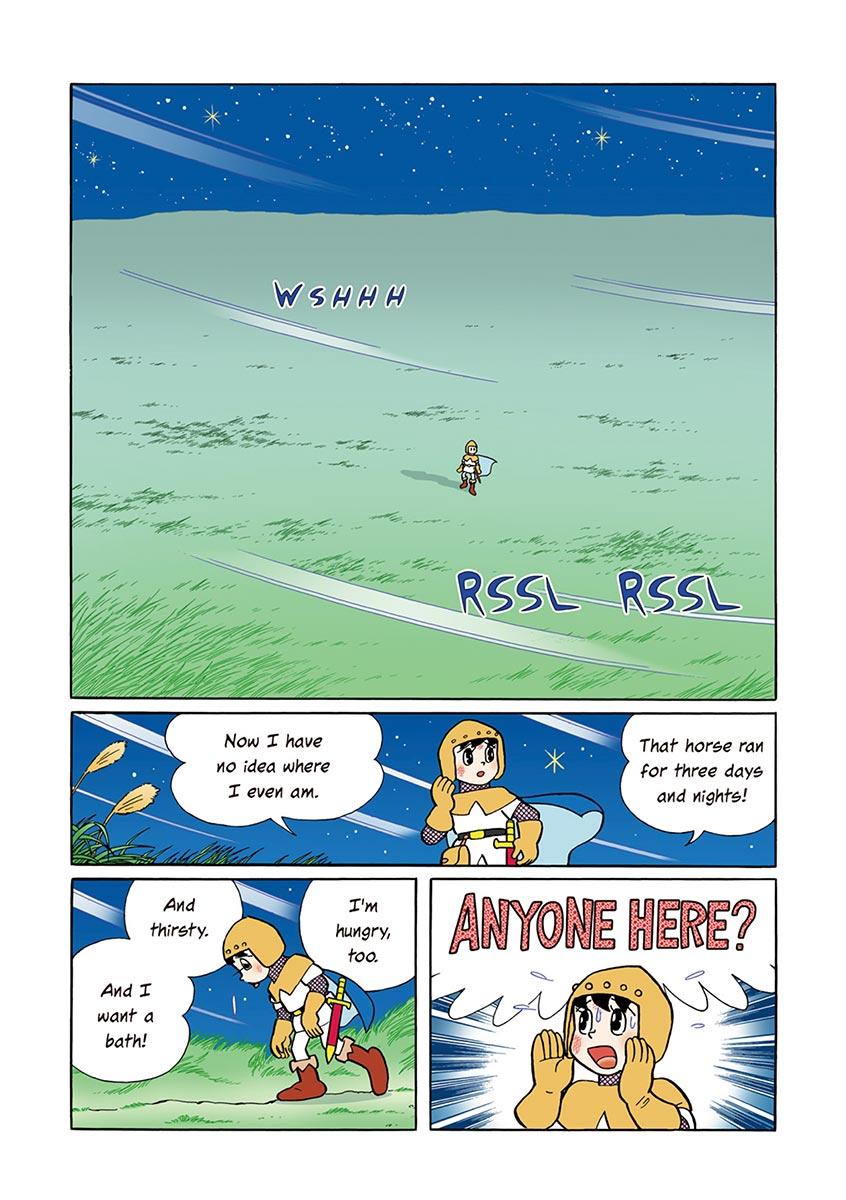 WSHHH
RSSL RSSL
That horse ran
for three days
and nights!
Now I have
no idea where
I even am.
ANYONE HERE?
I'm
hungry,
too.
And
thirsty.
And I
want a
bath!